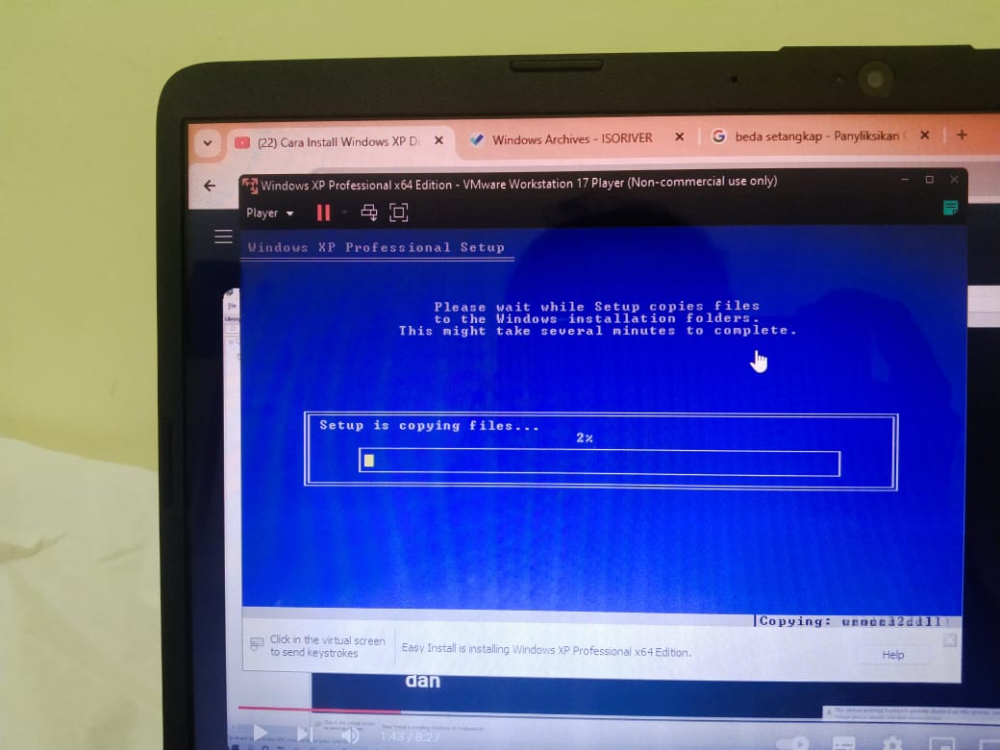 (22) Cara Install Windows XP Di
Windows Archives - ISORIVER
beda setangkap - Panyliksikan
Windows XP Professional x64 Edition - VMware Workstation 17 Player (Non-commercial use only)
Player
Windows XP Professional Setup
Please wait while Setup copies files
to the Windows installation folders.
This might take several minutes to complete.
Setup is copying files...
2%
Copying:
Click in the virtual screen
to send keystrokes
Easy Install is installing Windows XP Professional x64 Edition.
Help
dan
1:43 / 8:27